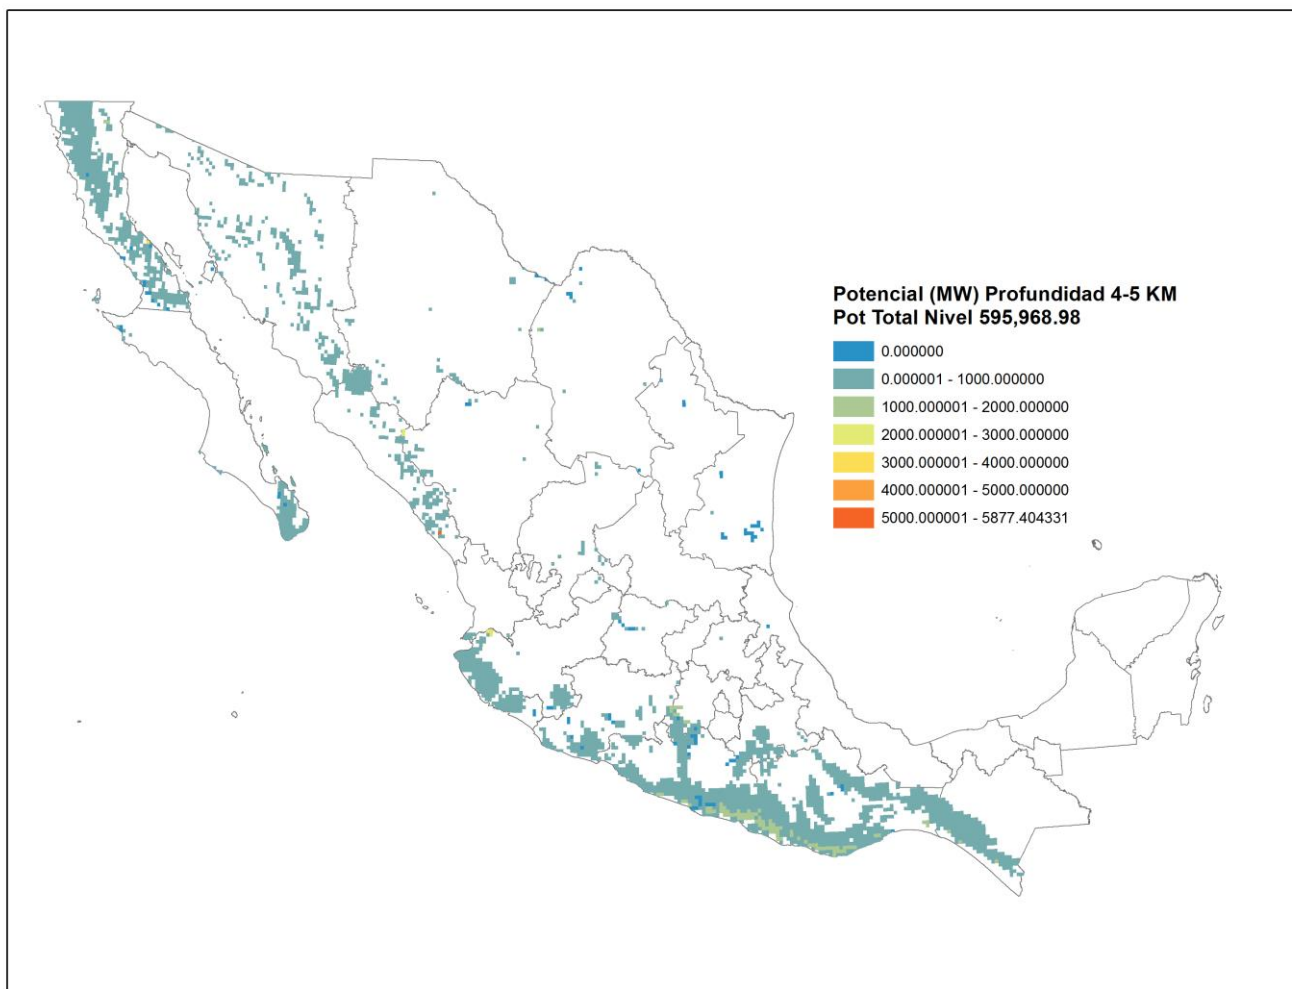 Potencial (MW) Profundidad 4-5 KM
Pot Total Nivel 595,968.98
0.000000
0.000001 - 1000.000000
1000.000001 - 2000.000000
2000.000001 - 3000.000000
3000.000001 - 4000.000000
4000.000001 - 5000.000000
5000.000001 - 5877.404331